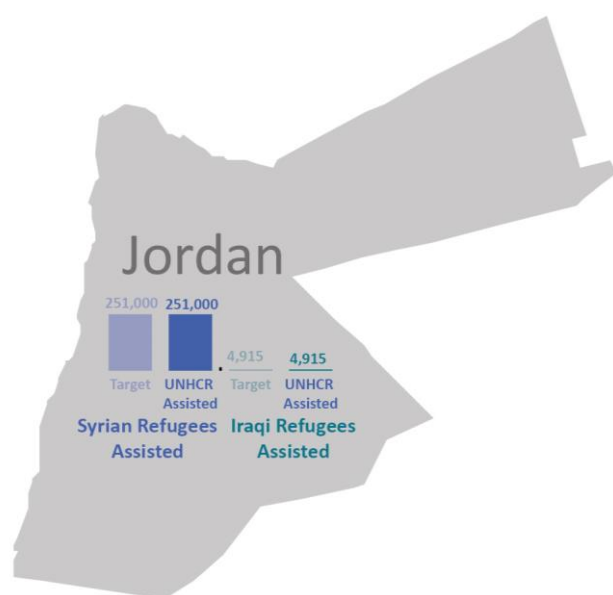 Jordan
251,000 251,000
4,915 4,915
Target UNHCR Assisted Target UNHCR Assisted
Syrian Refugees Assisted
Iraqi Refugees Assisted